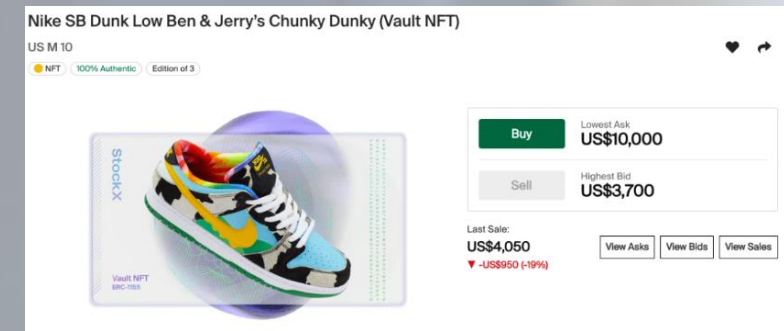 Nike SB Dunk Low Ben & Jerry's Chunky Dunky (Vault NFT)
US M 10
NFT
100% Authentic
Edition of 3
StockX
Vault NFT
ERC-1155
Buy
Lowest Ask
US$10,000
Sell
Highest Bid
US$3,700
Last Sale:
US$4,050
▼ -US$950 (-19%)
View Asks
View Bids
View Sales